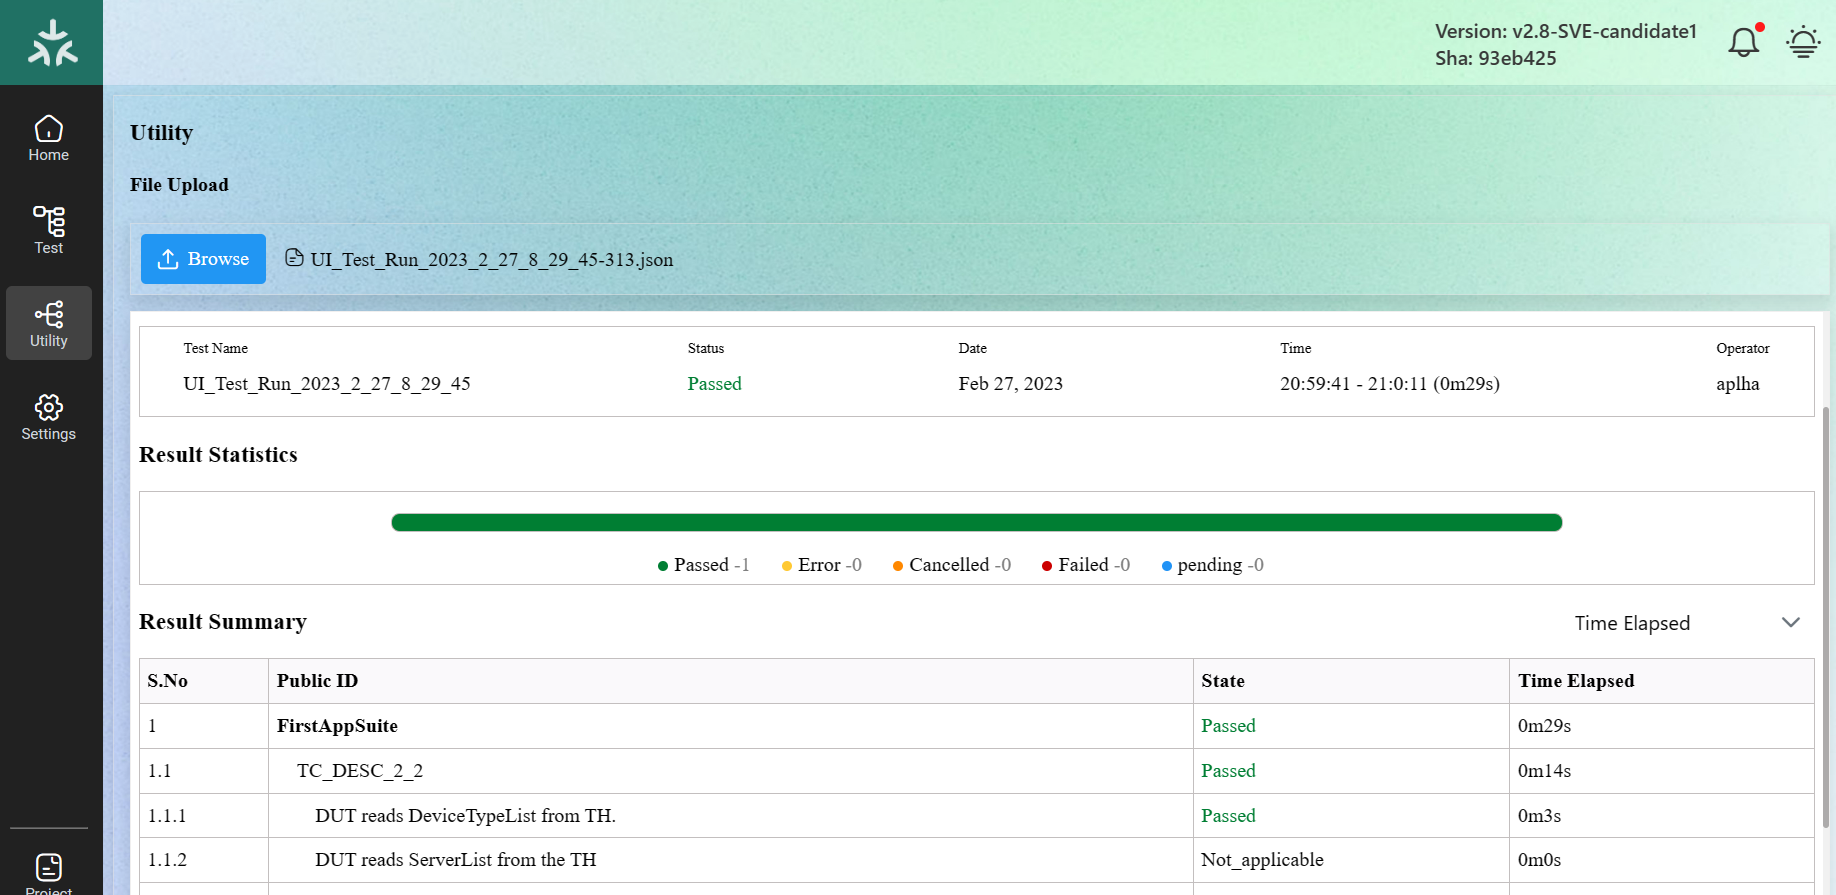 Version: v2.8-SVE-candidate1
Sha: 93eb425
Home
Test
Utility
Settings
Project
Utility
File Upload
Browse UI_Test_Run_2023_2_27_8_29_45-313.json
Test Name Status Date Time Operator
UI_Test_Run_2023_2_27_8_29_45 Passed Feb 27, 2023 20:59:41 - 21:0:11 (0m29s) aplha
Result Statistics
Passed -1 Error -0 Cancelled -0 Failed -0 pending -0
Result Summary Time Elapsed
S.No Public ID State Time Elapsed
1 FirstAppSuite Passed 0m29s
1.1 TC_DESC_2_2 Passed 0m14s
1.1.1 DUT reads DeviceTypeList from TH. Passed 0m3s
1.1.2 DUT reads ServerList from the TH Not_applicable 0m0s